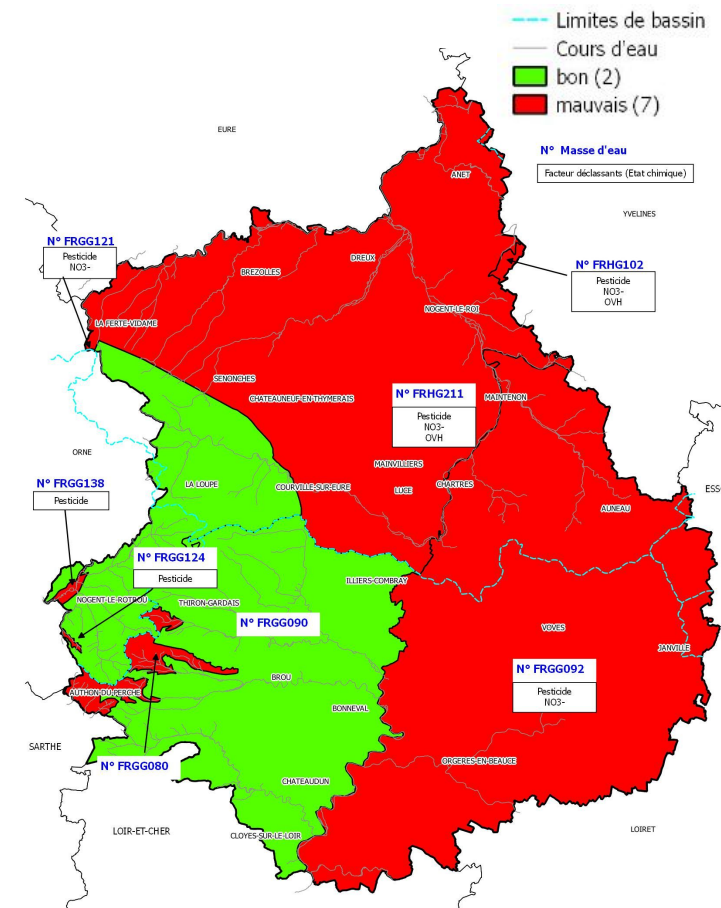 Limites de bassin
Cours d'eau
bon (2)
mauvais (7)
EURE
N° Masse d'eau
Facteur déclassants (Etat chimique)
ANET
YVELINES
N° FRGG121
Pesticide
NO3-
DREUX
BREZOLLES
N° FRHG102
Pesticide
NO3-
OVH
NOGENT-LE-ROI
LA FERTE-VIDAME
SENONCHES
CHATEAUNEUF-EN-THYMERAIS
N° FRHG211
Pesticide
NO3-
OVH
MAINTENON
ORNE
MAINVILLIERS
N° FRGG138
Pesticide
LA LOUPE
COURVILLE-SUR-EURE
LUCE
CHARTRES
ESS
AUNEAU
N° FRGG124
Pesticide
ILLIERS-COMBRAY
NOGENT-LE-ROTROU
THIRON-GARDAIS
N° FRGG090
VOVES
JANVILLE
N° FRGG092
Pesticide
NO3-
BROU
AUTHON-DU-PERCHE
BONNEVAL
SARTHE
N° FRGG080
ORGERES-EN-BEAUCE
CHATEAUDUN
LOIR-ET-CHER
CLOYES-SUR-LE-LOIR
LOIRET